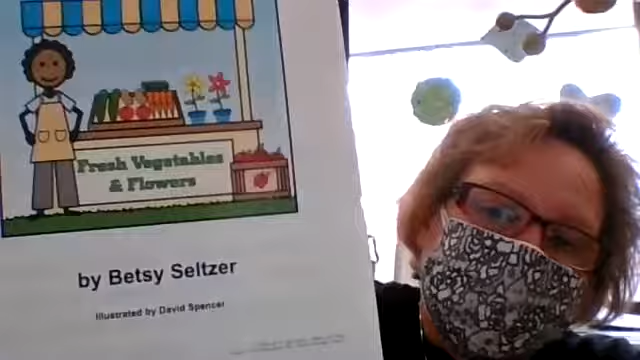 Fresh Vegetables
& Flowers
by Betsy Seltzer
Illustrated by David Spencer